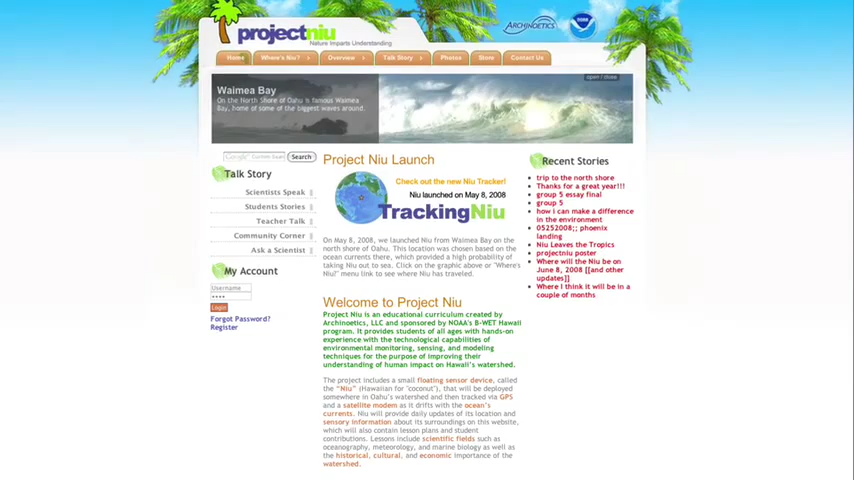 projectniu
Nature Imparts Understanding
ARCHINOETICS
NOAA
Home
Where's Niu?
Overview
Talk Story
Photos
Store
Contact Us
open / close
Waimea Bay
On the North Shore of Oahu is famous Waimea
Bay, home of some of the biggest waves around.
Google Custom Search
Talk Story
Scientists Speak
Students Stories
Teacher Talk
Community Corner
Ask a Scientist
My Account
Username
****
Login
Forgot Password?
Register
Project Niu Launch
Check out the new Niu Tracker!
Niu launched on May 8, 2008
TrackingNiu
On May 8, 2008, we launched Niu from Waimea Bay on the
north shore of Oahu. This location was chosen based on the
ocean currents there, which provided a high probability of
taking Niu out to sea. Click on the graphic above or "Where's
Niu?" menu link to see where Niu has traveled.
Welcome to Project Niu
Project Niu is an educational curriculum created by
Archinoetics, LLC and sponsored by NOAA's B-WET Hawaii
program. It provides students of all ages with hands-on
experience with the technological capabilities of
environmental monitoring, sensing, and modeling
techniques for the purpose of improving their
understanding of human impact on Hawaii's watershed.
The project includes a small floating sensor device, called
the "Niu" (Hawaiian for "coconut"), that will be deployed
somewhere in Oahu's watershed and then tracked via GPS
and a satellite modem as it drifts with the ocean's
currents. Niu will provide daily updates of its location and
sensory information about its surroundings on this website,
which will also contain lesson plans and student
contributions. Lessons include scientific fields such as
oceanography, meteorology, and marine biology as well as
the historical, cultural, and economic importance of the
watershed.
Recent Stories
trip to the north shore
Thanks for a great year!!!
group 5 essay final
group 5
how i can make a difference
in the environment
05252008;; phoenix
landing
Niu Leaves the Tropics
projectniu poster
Where will the Niu be on
June 8, 2008 [[and other
updates]]
Where I think it will be in a
couple of months